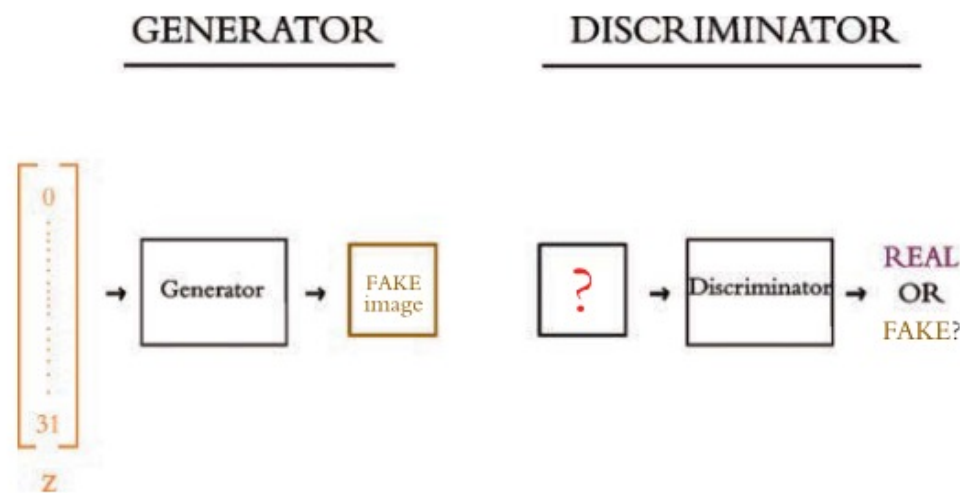 GENERATOR
DISCRIMINATOR
0
31
z
Generator
FAKE
image
?
Discriminator
REAL
OR
FAKE?